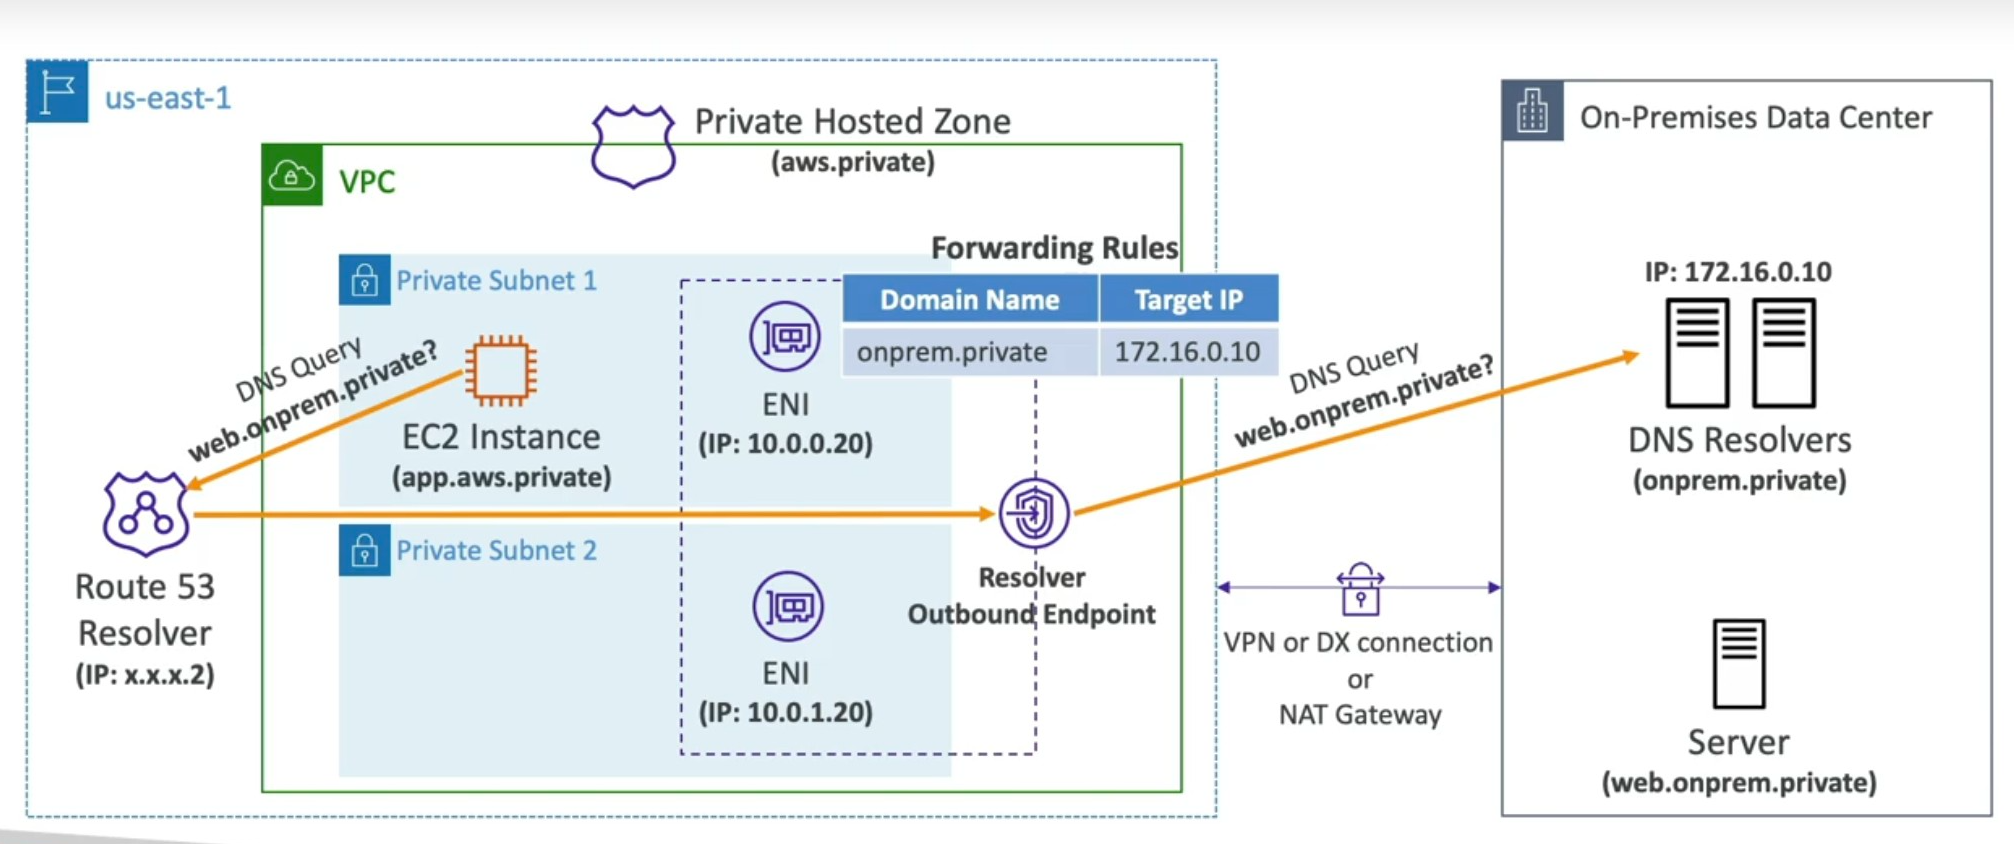 us-east-1
Private Hosted Zone
(aws.private)
On-Premises Data Center
VPC
Forwarding Rules
Domain Name Target IP
onprem.private 172.16.0.10
Private Subnet 1
ENI
(IP: 10.0.0.20)
DNS Query
web.onprem.private?
EC2 Instance
(app.aws.private)
DNS Query
web.onprem.private?
IP: 172.16.0.10
DNS Resolvers
(onprem.private)
Route 53
Resolver
(IP: x.x.x.2)
Private Subnet 2
ENI
(IP: 10.0.1.20)
Resolver
Outbound Endpoint
VPN or DX connection
or
NAT Gateway
Server
(web.onprem.private)